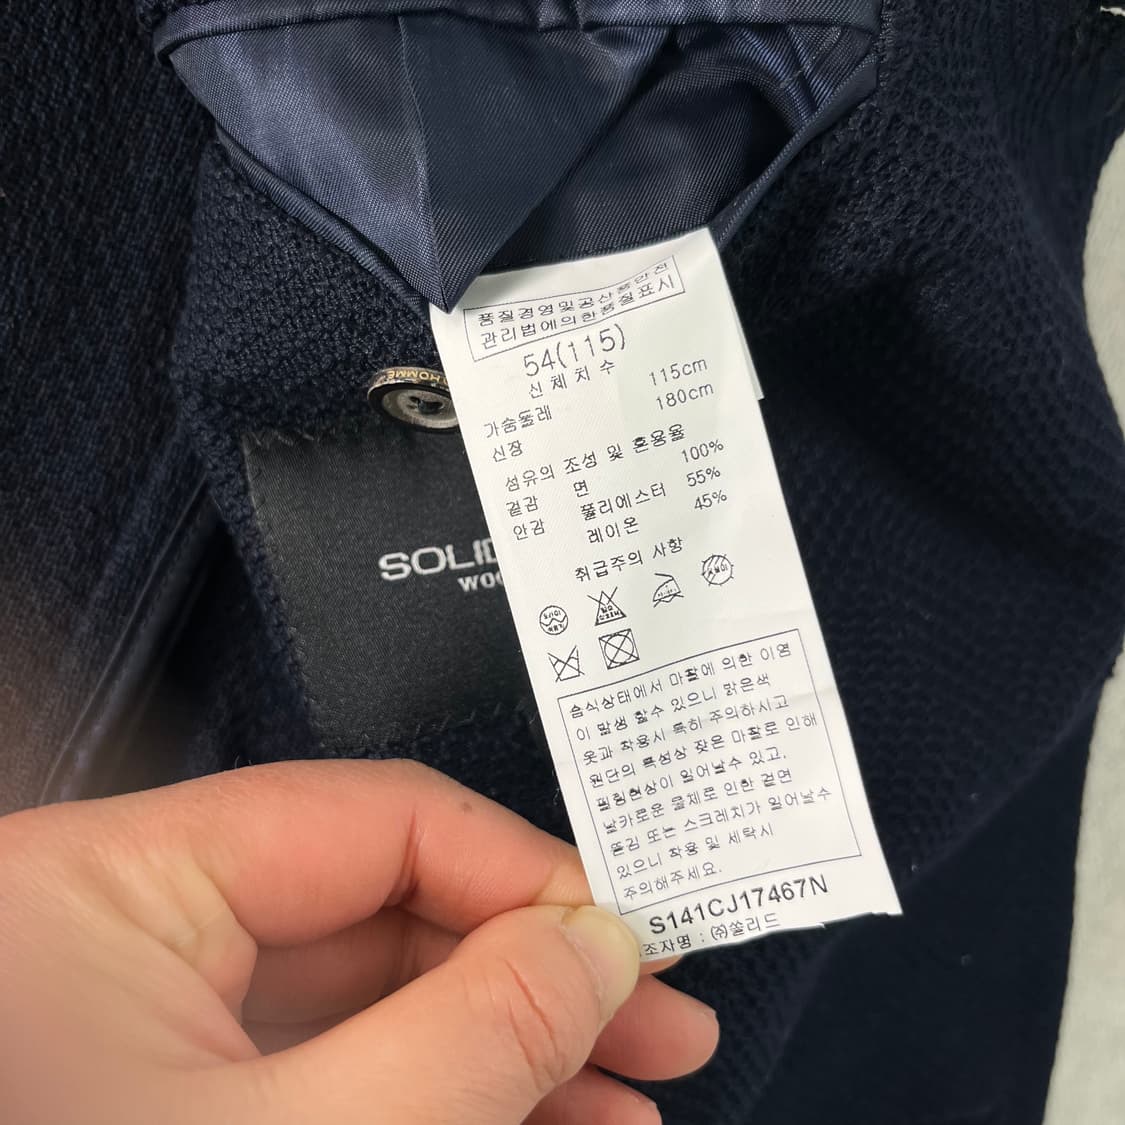 품질경영및공산품안전
관리법에의한품질표시
54(115)
신체치수
가슴둘레 115cm
신장 180cm
섬유의 조성 및 혼용율
겉감 면 100%
안감 폴리에스터 55%
레이온 45%
취급주의 사항
습식상태에서 마찰에 의한 이염
이 발생 할수 있으니 밝은색
옷과 착용시 특히 주의하시고
원단의 특성상 잦은 마찰로 인해
필링현상이 일어날수 있고,
날카로운 물체로 인한 겉면
뜯김 또는 스크레치가 일어날수
있으니 착용 및 세탁시
주의해주세요.
S141CJ17467N
조자명 : ㈜쏠리드
HOMME
SOLID
WOO